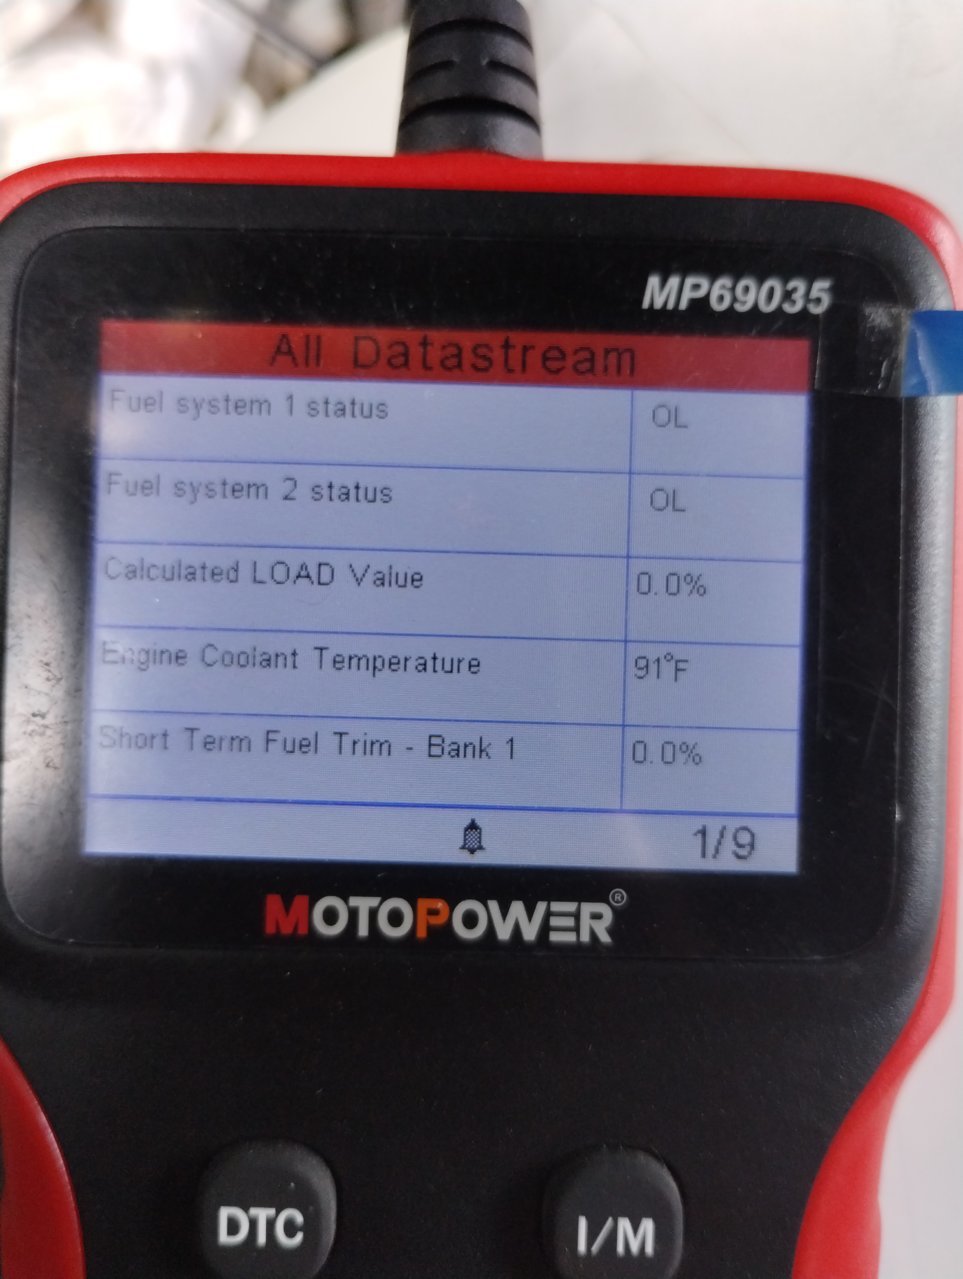 MP69035
All Datastream
Fuel system 1 status OL
Fuel system 2 status OL
Calculated LOAD Value 0.0%
Engine Coolant Temperature 91°F
Short Term Fuel Trim - Bank 1 0.0%
1/9
MOTOPOWER®
DTC I/M